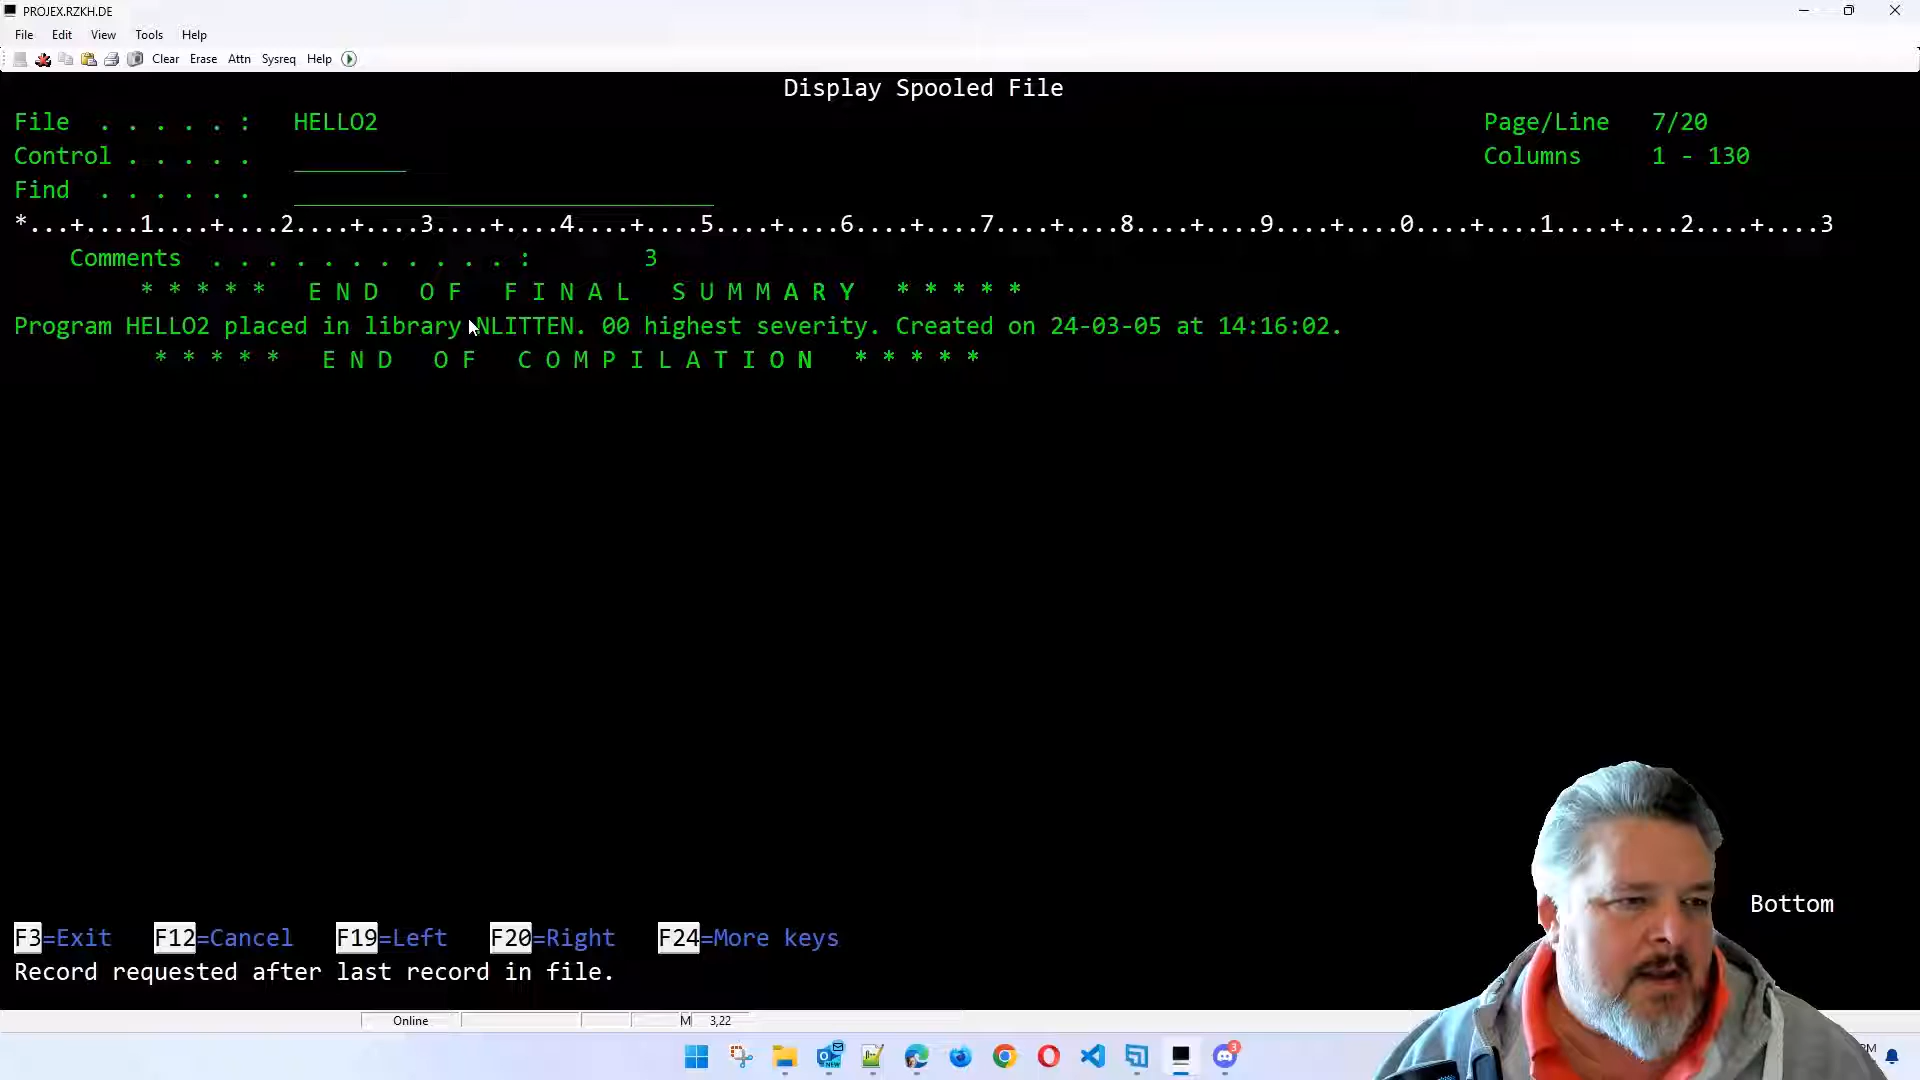 PROJEX.RZKH.DE
File Edit View Tools Help
Clear Erase Attn Sysreq Help
Display Spooled File
File . . . . . : HELLO2 Page/Line 7/20
Control . . . . . Columns 1 - 130
Find . . . . . .
*...+....1....+....2....+....3....+....4....+....5....+....6....+....7....+....8....+....9....+....0....+....1....+....2....+....3
Comments . . . . . . . . . . . : 3
* * * * * E N D O F F I N A L S U M M A R Y * * * * *
Program HELLO2 placed in library NLITTEN. 00 highest severity. Created on 24-03-05 at 14:16:02.
* * * * * E N D O F C O M P I L A T I O N * * * * *
Bottom
F3=Exit F12=Cancel F19=Left F20=Right F24=More keys
Record requested after last record in file.
Online M 3,22
NEW 3 PM